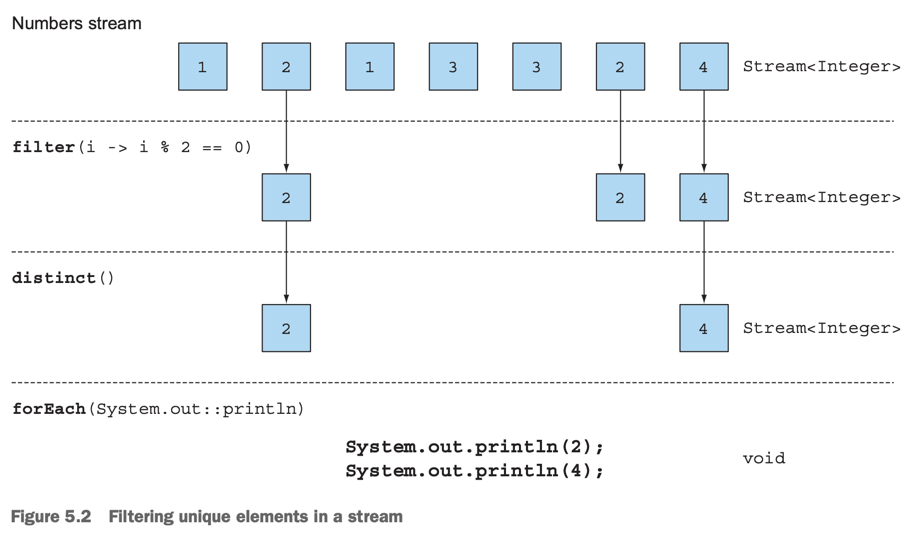 Numbers stream
1 2 1 3 3 2 4 Stream<Integer>
filter(i -> i % 2 == 0)
2 2 4 Stream<Integer>
distinct()
2 4 Stream<Integer>
forEach(System.out::println)
System.out.println(2);
System.out.println(4);
void
Figure 5.2 Filtering unique elements in a stream